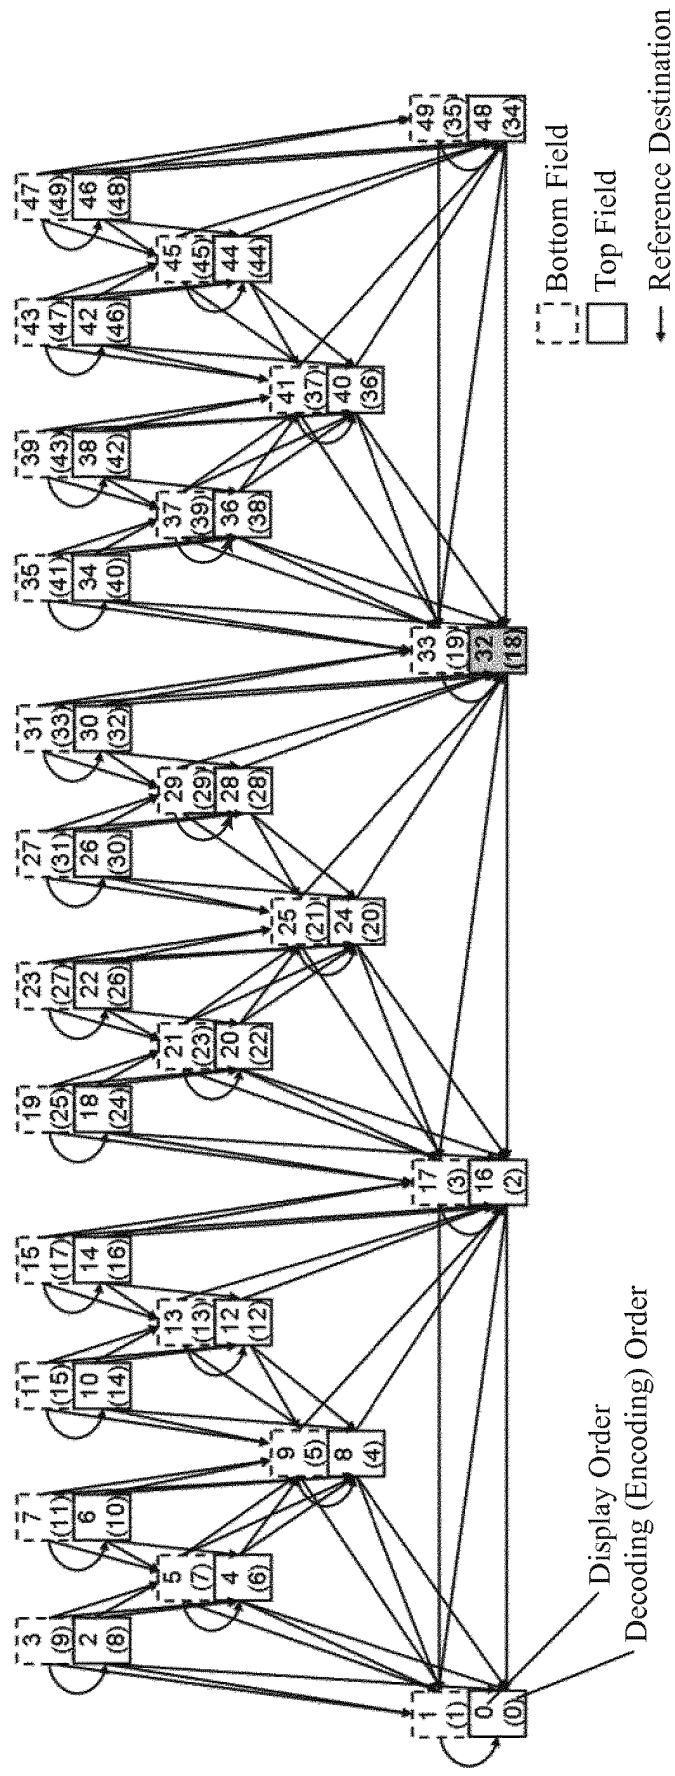 3 7 11 15 19 23 27 31 35 39 43 47
(9) (11) (15) (17) (25) (27) (31) (33) (41) (43) (47) (49)
2 6 10 14 18 22 26 30 34 38 42 46
(8) (10) (14) (16) (24) (26) (30) (32) (40) (42) (46) (48)
5 13 21 29 37 45
(7) (13) (23) (29) (39) (45)
4 12 20 28 36 44
(6) (12) (22) (28) (38) (44)
9 25 41
(5) (21) (37)
8 24 40
(4) (20) (36)
1 17 33 49
(1) (3) (19) (35)
0 16 32 48
(0) (2) (18) (34)
Display Order
Decoding (Encoding) Order
Bottom Field
Top Field
Reference Destination